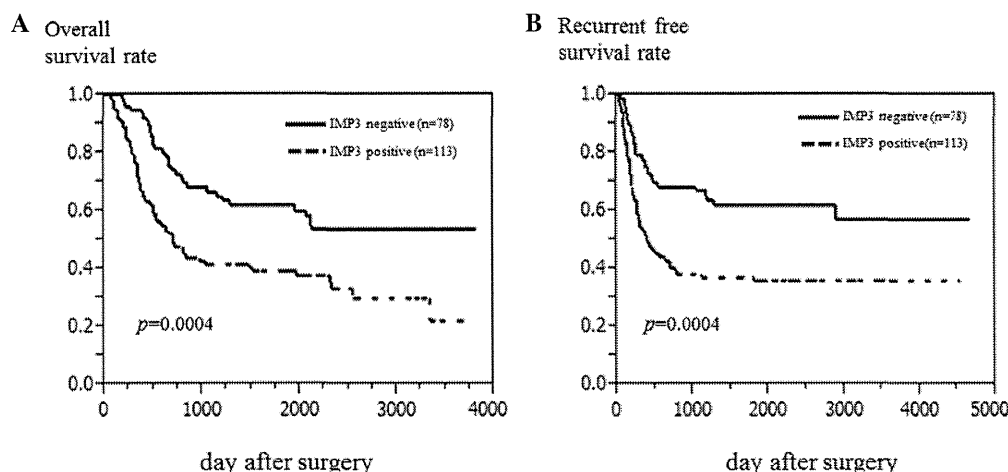 A Overall
survival rate
1.0
0.8
0.6
0.4
0.2
0.0
IMP3 negative (n=78)
IMP3 positive (n=113)
p=0.0004
0 1000 2000 3000 4000
day after surgery
B Recurrent free
survival rate
1.0
0.8
0.6
0.4
0.2
0.0
IMP3 negative (n=78)
IMP3 positive(n=113)
p=0.0004
0 1000 2000 3000 4000 5000
day after surgery